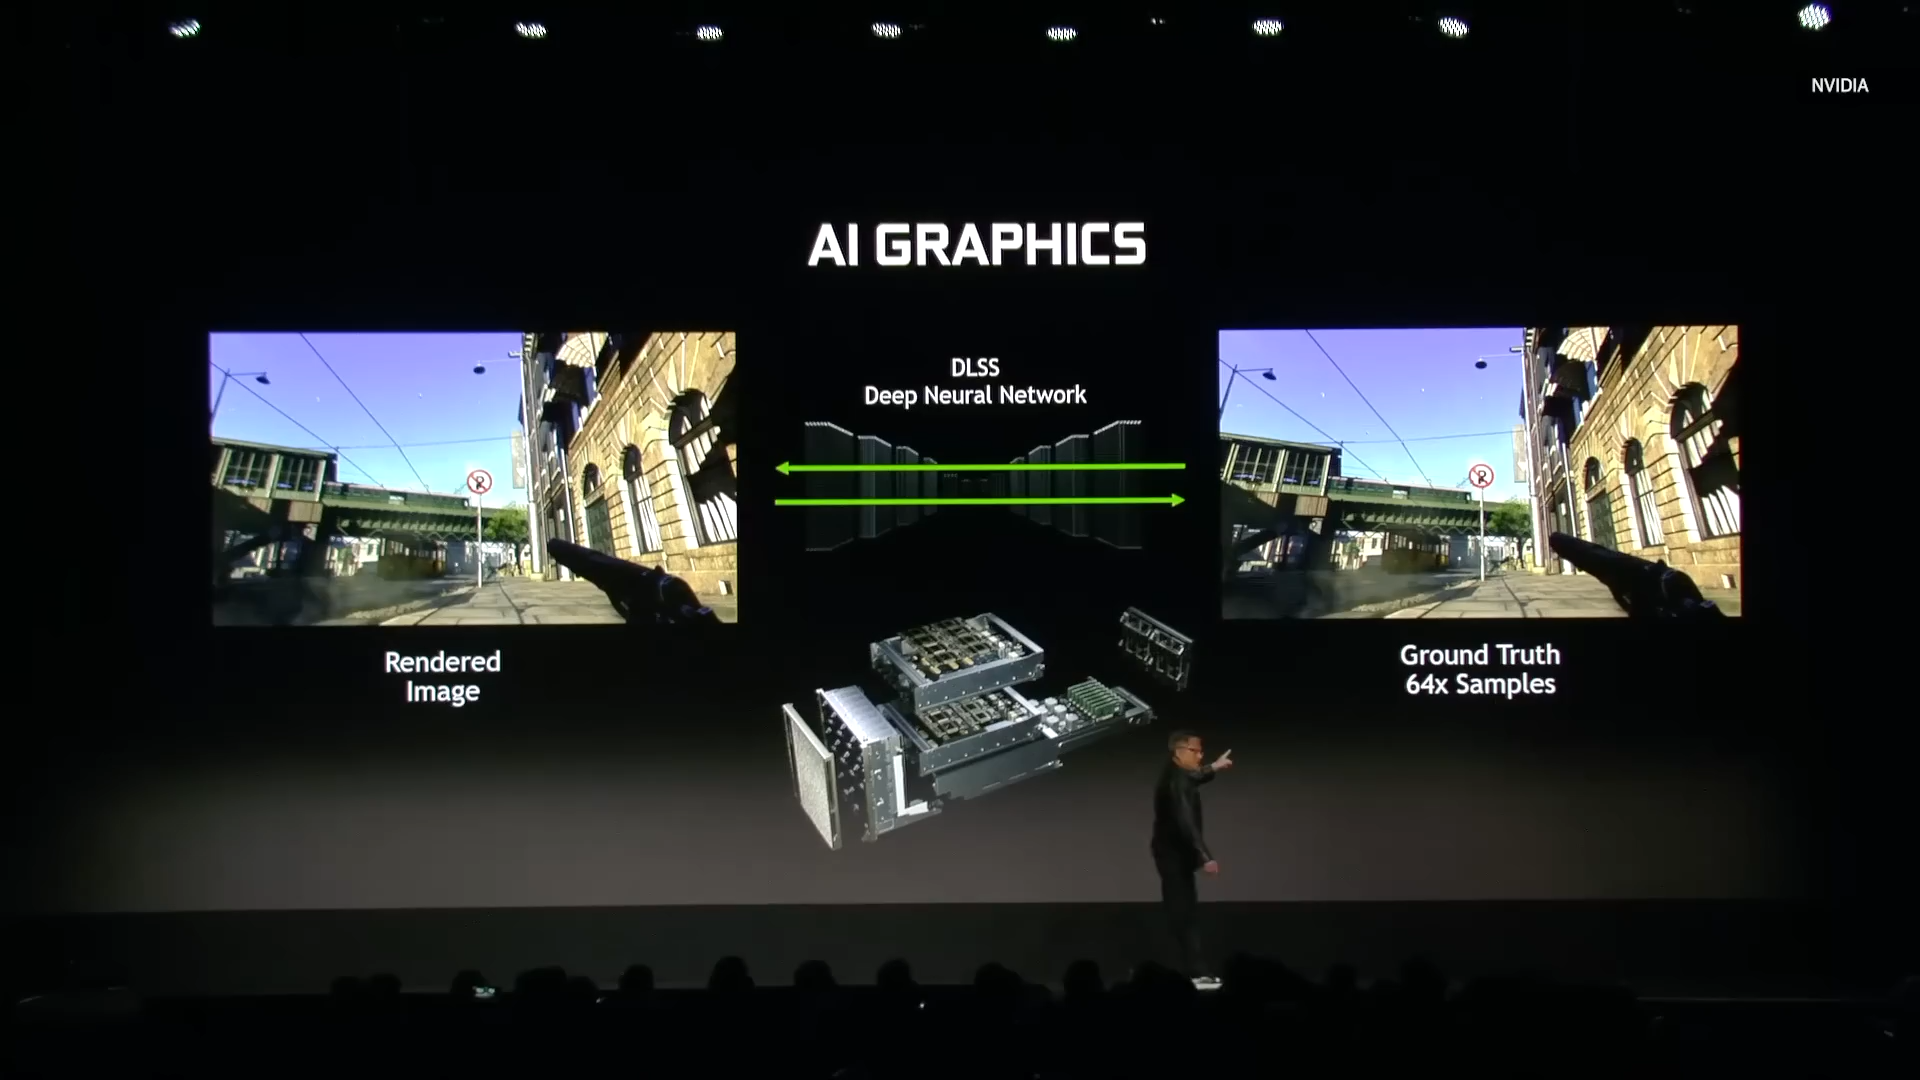 NVIDIA
AI GRAPHICS
DLSS
Deep Neural Network
Rendered
Image
Ground Truth
64x Samples